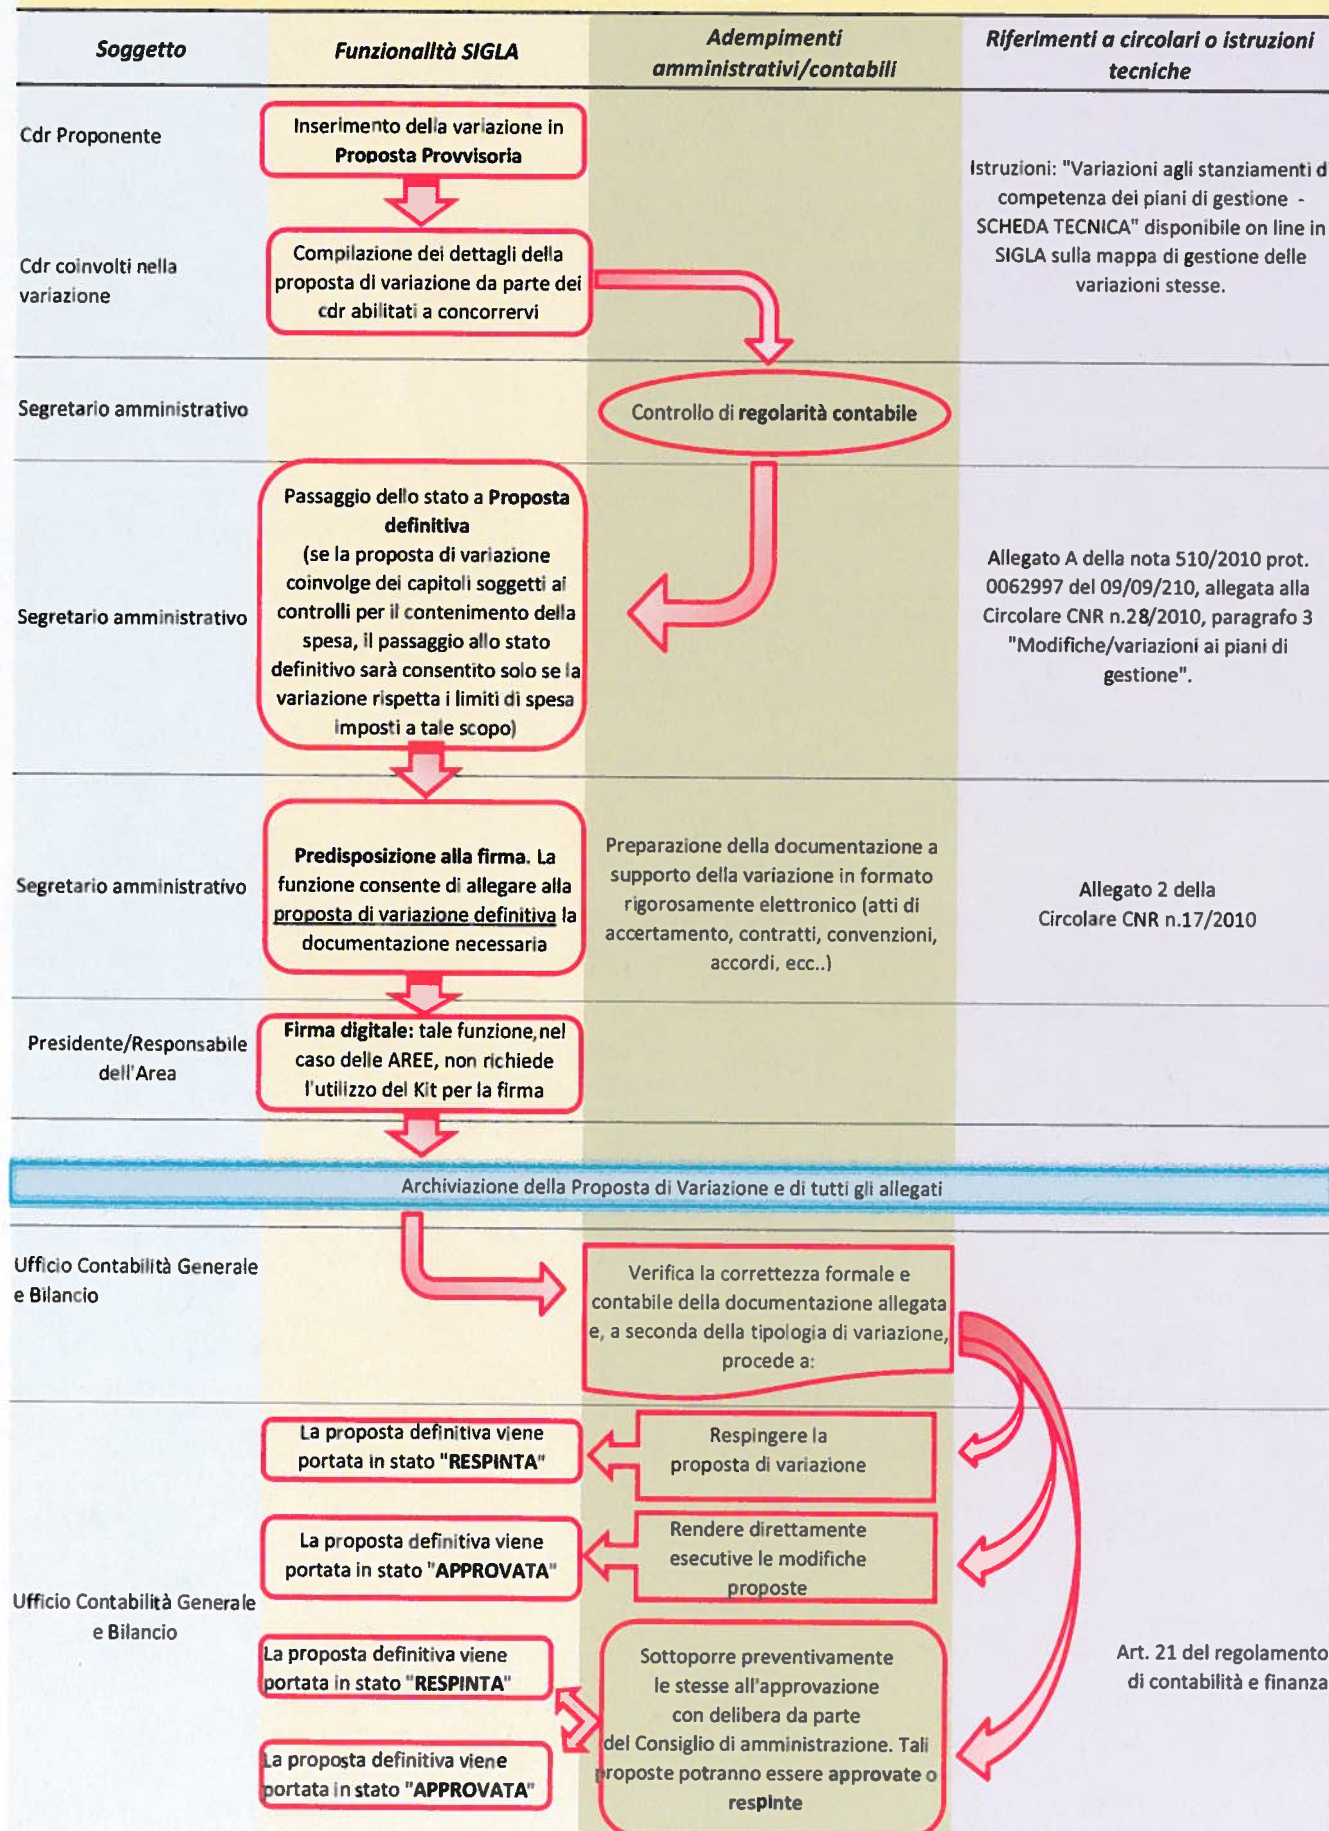 Soggetto
Funzionalità SIGLA
Adempimenti
amministrativi/contabili
Riferimenti a circolari o istruzioni
tecniche
Cdr Proponente
Inserimento della variazione in
Proposta Provvisoria
Istruzioni: "Variazioni agli stanziamenti d
competenza dei piani di gestione -
SCHEDA TECNICA" disponibile on line in
SIGLA sulla mappa di gestione delle
variazioni stesse.
Cdr coinvolti nella
variazione
Compilazione dei dettagli della
proposta di variazione da parte dei
cdr abilitati a concorrervi
Segretario amministrativo
Controllo di regolarità contabile
Segretario amministrativo
Passaggio dello stato a Proposta
definitiva
(se la proposta di variazione
coinvolge dei capitoli soggetti ai
controlli per il contenimento della
spesa, il passaggio allo stato
definitivo sarà consentito solo se la
variazione rispetta i limiti di spesa
imposti a tale scopo)
Allegato A della nota 510/2010 prot.
0062997 del 09/09/210, allegata alla
Circolare CNR n.28/2010, paragrafo 3
"Modifiche/variazioni ai piani di
gestione".
Segretario amministrativo
Predisposizione alla firma. La
funzione consente di allegare alla
proposta di variazione definitiva la
documentazione necessaria
Preparazione della documentazione a
supporto della variazione in formato
rigorosamente elettronico (atti di
accertamento, contratti, convenzioni,
accordi, ecc..)
Allegato 2 della
Circolare CNR n.17/2010
Presidente/Responsabile
dell'Area
Firma digitale: tale funzione, nel
caso delle AREE, non richiede
l'utilizzo del Kit per la firma
Archiviazione della Proposta di Variazione e di tutti gli allegati
Ufficio Contabilità Generale
e Bilancio
Verifica la correttezza formale e
contabile della documentazione allegata
e, a seconda della tipologia di variazione,
procede a:
La proposta definitiva viene
portata in stato "RESPINTA"
Respingere la
proposta di variazione
La proposta definitiva viene
portata in stato "APPROVATA"
Rendere direttamente
esecutive le modifiche
proposte
Ufficio Contabilità Generale
e Bilancio
La proposta definitiva viene
portata in stato "RESPINTA"
La proposta definitiva viene
portata in stato "APPROVATA"
Sottoporre preventivamente
le stesse all'approvazione
con delibera da parte
del Consiglio di amministrazione. Tali
proposte potranno essere approvate o
respinte
Art. 21 del regolamento
di contabilità e finanza